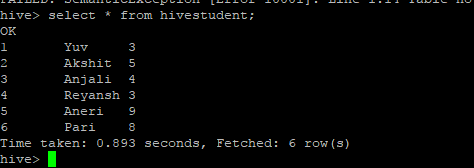 FAILED: SemanticException [Error 10001]: Line 1:14 Table no
hive> select * from hivestudent;
OK
1 Yuv 3
2 Akshit 5
3 Anjali 4
4 Reyansh 3
5 Aneri 9
6 Pari 8
Time taken: 0.893 seconds, Fetched: 6 row(s)
hive>